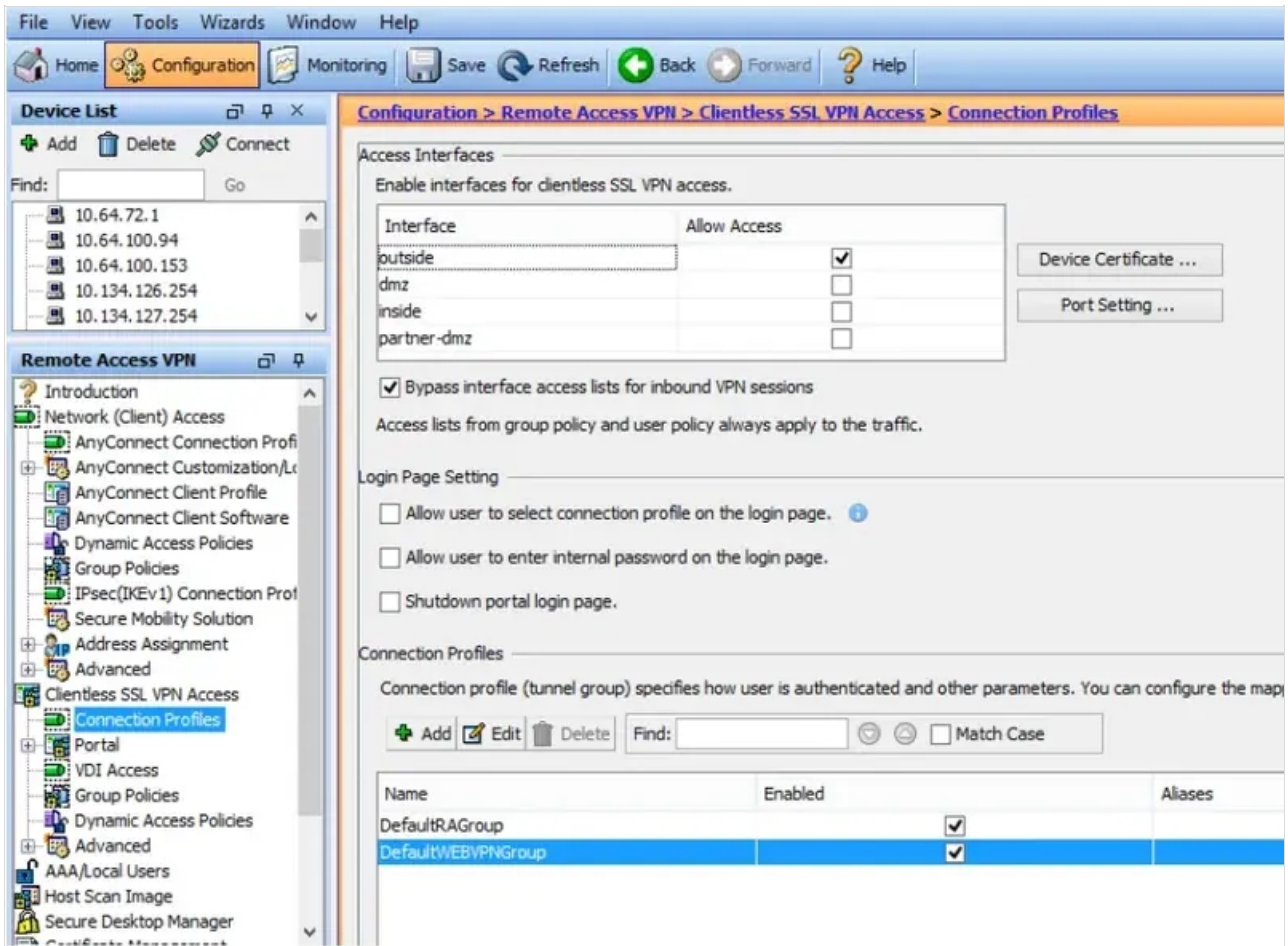 File View Tools Wizards Window Help
Home Configuration Monitoring Save Refresh Back Forward Help
Device List
Add Delete Connect
Find: Go
10.64.72.1
10.64.100.94
10.64.100.153
10.134.126.254
10.134.127.254
Remote Access VPN
Introduction
Network (Client) Access
AnyConnect Connection Profi
AnyConnect Customization/Lo
AnyConnect Client Profile
AnyConnect Client Software
Dynamic Access Policies
Group Policies
IPsec(IKEv1) Connection Prof
Secure Mobility Solution
Address Assignment
Advanced
Clientless SSL VPN Access
Connection Profiles
Portal
VDI Access
Group Policies
Dynamic Access Policies
Advanced
AAA/Local Users
Host Scan Image
Secure Desktop Manager
Certificate Management
Configuration > Remote Access VPN > Clientless SSL VPN Access > Connection Profiles
Access Interfaces
Enable interfaces for clientless SSL VPN access.
Interface Allow Access
outside
dmz
inside
partner-dmz
Device Certificate ...
Port Setting ...
Bypass interface access lists for inbound VPN sessions
Access lists from group policy and user policy always apply to the traffic.
Login Page Setting
Allow user to select connection profile on the login page.
Allow user to enter internal password on the login page.
Shutdown portal login page.
Connection Profiles
Connection profile (tunnel group) specifies how user is authenticated and other parameters. You can configure the mapp
Add Edit Delete Find: Match Case
Name Enabled Aliases
DefaultRAGroup
DefaultWEBVPNGroup